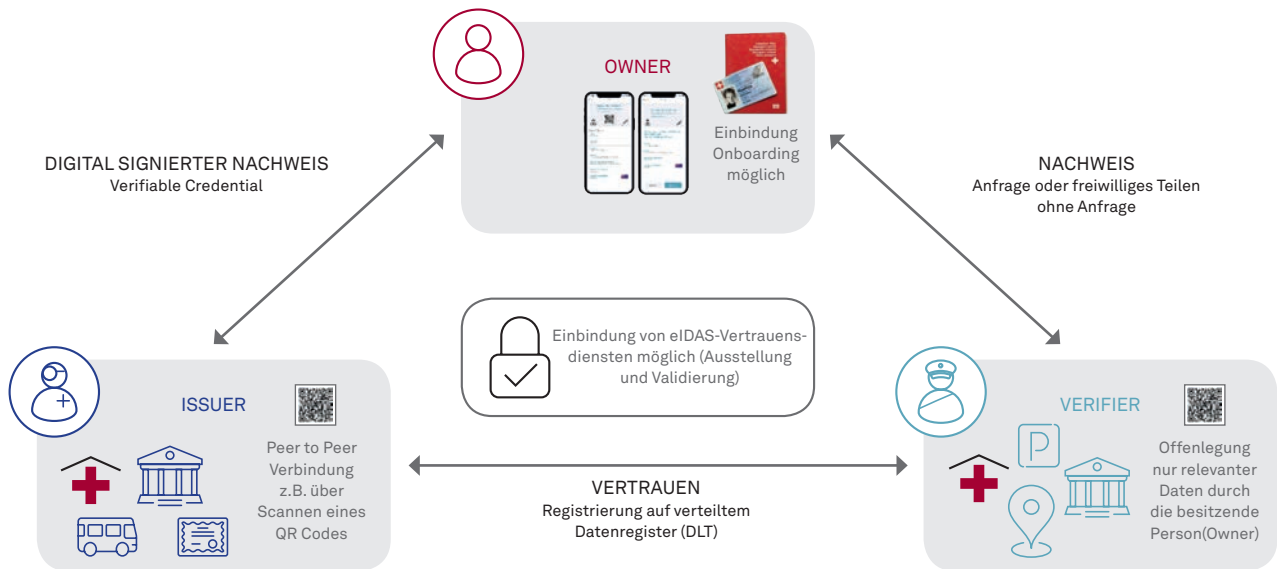 OWNER
Einbindung
Onboarding
möglich
DIGITAL SIGNIERTER NACHWEIS
Verifiable Credential
NACHWEIS
Anfrage oder freiwilliges Teilen
ohne Anfrage
Einbindung von eIDAS-Vertrauens-
diensten möglich (Ausstellung
und Validierung)
ISSUER
Peer to Peer
Verbindung
z.B. über
Scannen eines
QR Codes
VERTRAUEN
Registrierung auf verteiltem
Datenregister (DLT)
VERIFIER
P
Offenlegung
nur relevanter
Daten durch
die besitzende
Person(Owner)